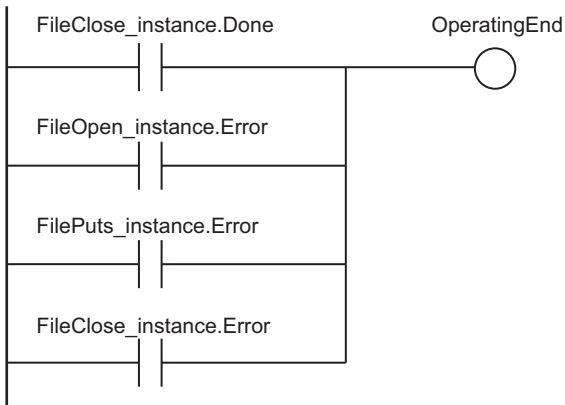 FileClose_instance.Done OperatingEnd
FileOpen_instance.Error
FilePuts_instance.Error
FileClose_instance.Error